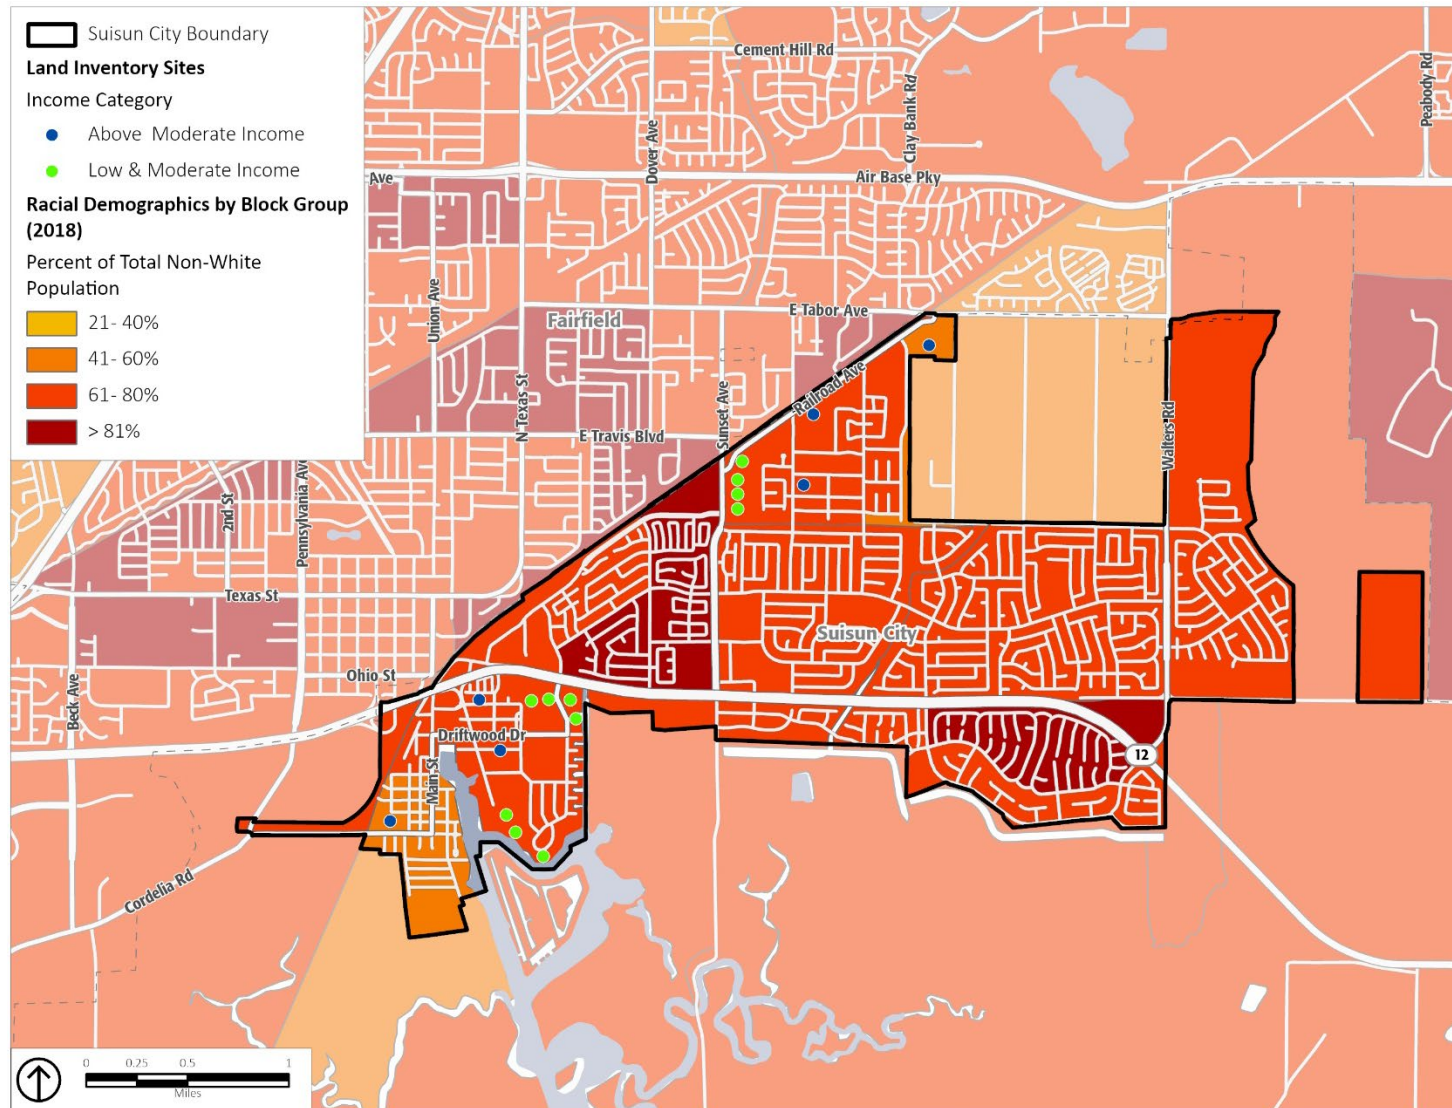 Suisun City Boundary
Land Inventory Sites
Income Category
Above Moderate Income
Low & Moderate Income
Racial Demographics by Block Group
(2018)
Percent of Total Non-White
Population
21- 40%
41- 60%
61- 80%
> 81%
Cement Hill Rd
Peabody Rd
Clay Bank Rd
Dover Ave
Ave
Air Base Pky
Union Ave
E Tabor Ave
Fairfield
Railroad Ave
N Texas St
Sunset Ave
E Travis Blvd
Walters Rd
2nd St
Pennsylvania Ave
Texas St
Suisun City
Ohio St
Beck Ave
Driftwood Dr
Main St
12
Cordelia Rd
0 0.25 0.5 1
Miles